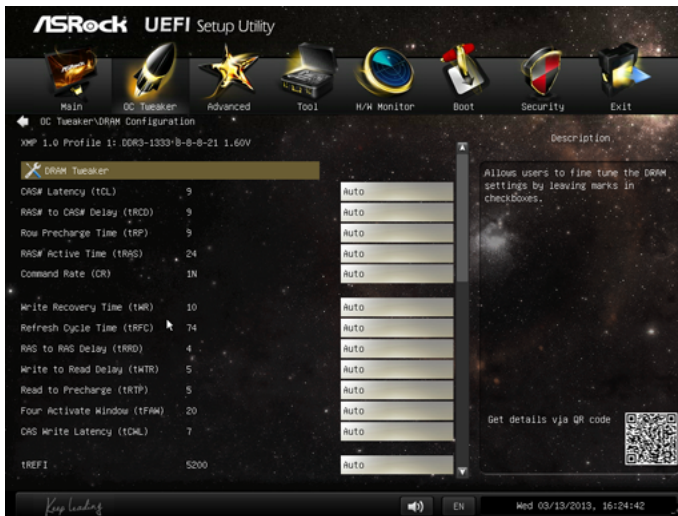 ASRock UEFI Setup Utility
Main OC Tweaker Advanced Tool H/W Monitor Boot Security Exit
OC Tweaker\DRAM Configuration
XMP 1.0 Profile 1: DDR3-1333 8-8-8-21 1.60V
Description
DRAM Tweaker
Allows users to fine tune the DRAM
settings by leaving marks in
checkboxes.
CAS# Latency (tCL) 9 Auto
RAS# to CAS# Delay (tRCD) 9 Auto
Row Precharge Time (tRP) 9 Auto
RAS# Active Time (tRAS) 24 Auto
Command Rate (CR) 1N Auto
Write Recovery Time (tWR) 10 Auto
Refresh Cycle Time (tRFC) 74 Auto
RAS to RAS Delay (tRRD) 4 Auto
Write to Read Delay (tWTR) 5 Auto
Read to Precharge (tRTP) 5 Auto
Four Activate Window (tFAW) 20 Auto
CAS Write Latency (tCWL) 7 Auto
Get details via QR code
tREFI 5200 Auto
Keep Leading
EN
Wed 03/13/2013, 16:24:42